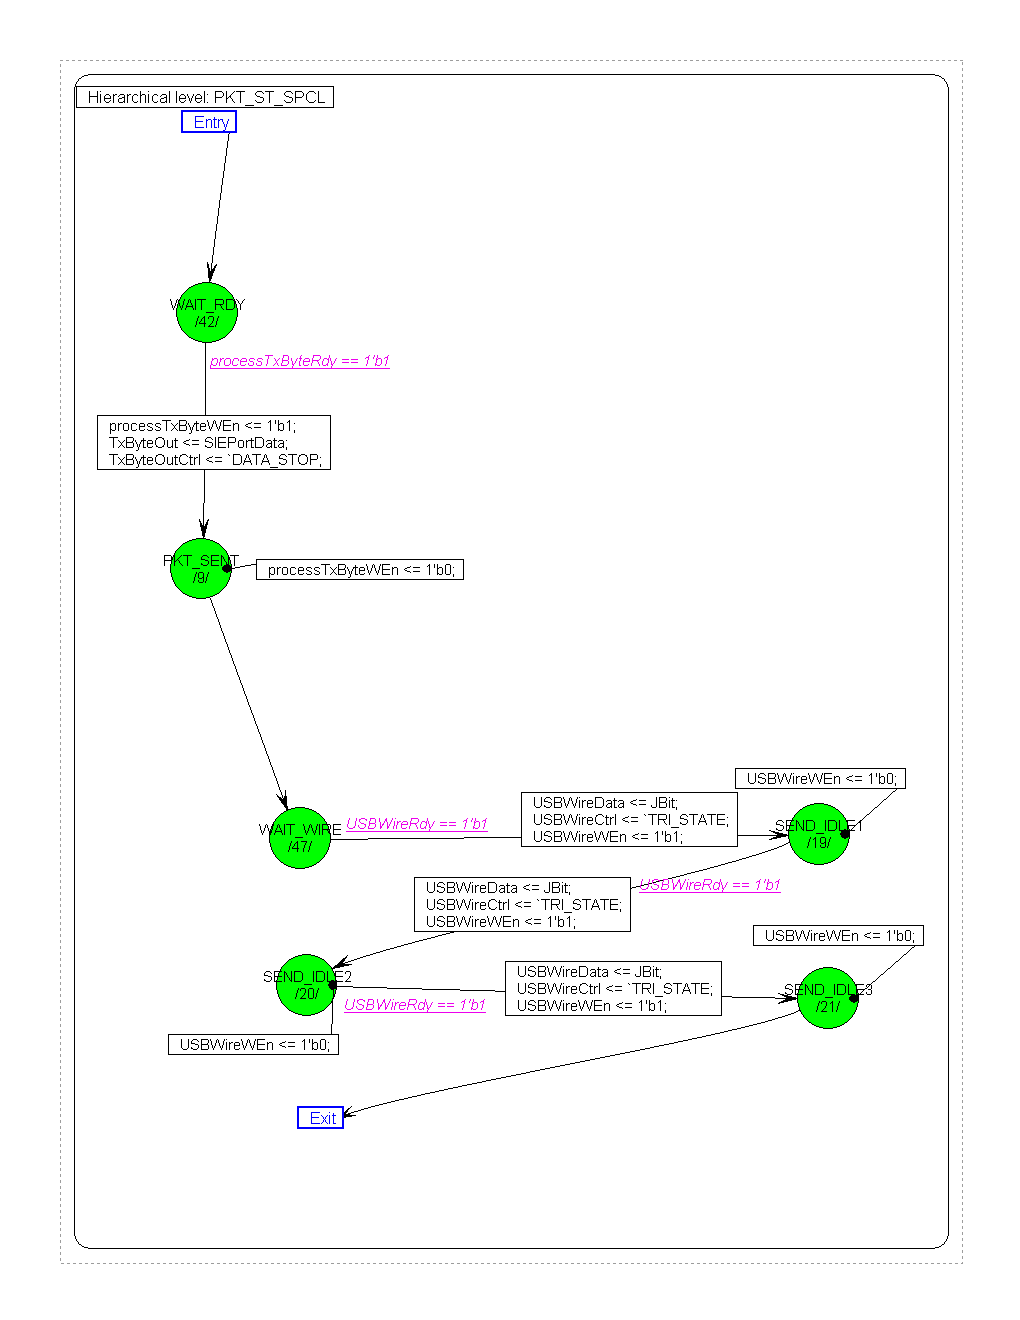 Hierarchical level: PKT_ST_SPCL
Entry
WAIT_RDY
/42/
processTxByteRdy == 1'b1
processTxByteWEn <= 1'b1;
TxByteOut <= SIEPortData;
TxByteOutCtrl <= `DATA_STOP;
PKT_SENT
/9/
processTxByteWEn <= 1'b0;
USBWireWEn <= 1'b0;
WAIT_WIRE
/47/
USBWireRdy == 1'b1
USBWireData <= JBit;
USBWireCtrl <= `TRI_STATE;
USBWireWEn <= 1'b1;
SEND_IDLE1
/19/
USBWireRdy == 1'b1
USBWireData <= JBit;
USBWireCtrl <= `TRI_STATE;
USBWireWEn <= 1'b1;
USBWireWEn <= 1'b0;
SEND_IDLE2
/20/
USBWireRdy == 1'b1
USBWireData <= JBit;
USBWireCtrl <= `TRI_STATE;
USBWireWEn <= 1'b1;
SEND_IDLE3
/21/
USBWireWEn <= 1'b0;
Exit